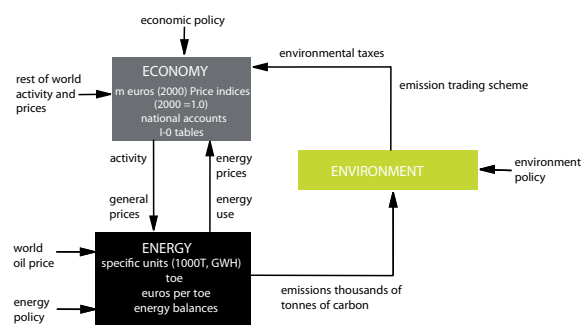 economic policy
environmental taxes
emission trading scheme
rest of world
activity and
prices
ECONOMY
m euros (2000) Price indices
(2000 =1.0)
national accounts
I-0 tables
activity
general
prices
energy
prices
energy
use
ENVIRONMENT
environment
policy
world
oil price
energy
policy
ENERGY
specific units (1000T, GWH)
toe
euros per toe
energy balances
emissions thousands of
tonnes of carbon